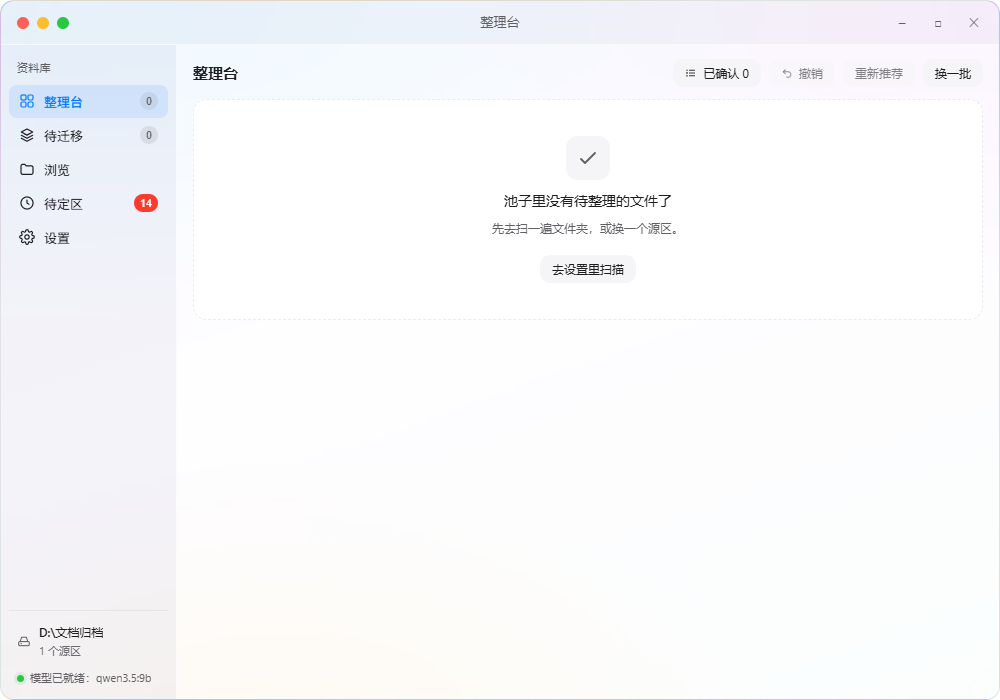 整理台
资料库
整理台 0
待迁移 0
浏览
待定区 14
设置
整理台
已确认 0 撤销 重新推荐 换一批
池子里没有待整理的文件了
先去扫一遍文件夹，或换一个源区。
去设置里扫描
D:\文档归档
1 个源区
模型已就绪：qwen3.5:9b